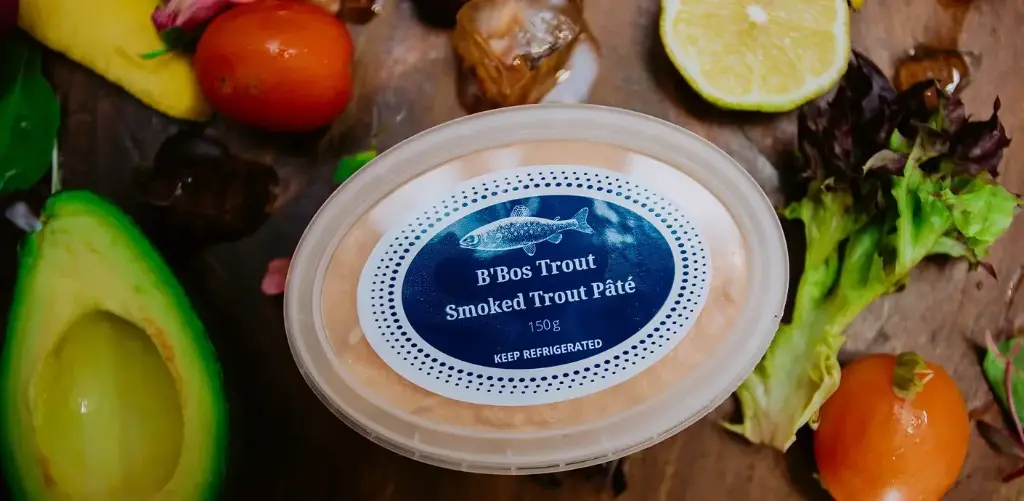 B'Bos Trout
Smoked Trout Pâté
150g
KEEP REFRIGERATED